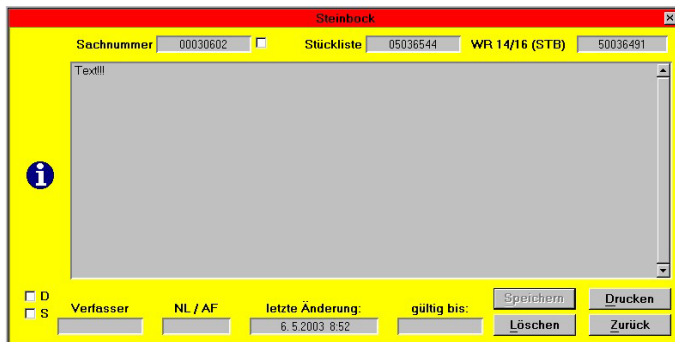 Steinbock
Sachnummer 00030602 Stückliste 05036544 WR 14/16 (STB) 50036491
Text!!!
D
S
Verfasser NL / AF letzte Änderung: gültig bis: Speichern Drucken
6. 5.2003 8:52 Löschen Zurück